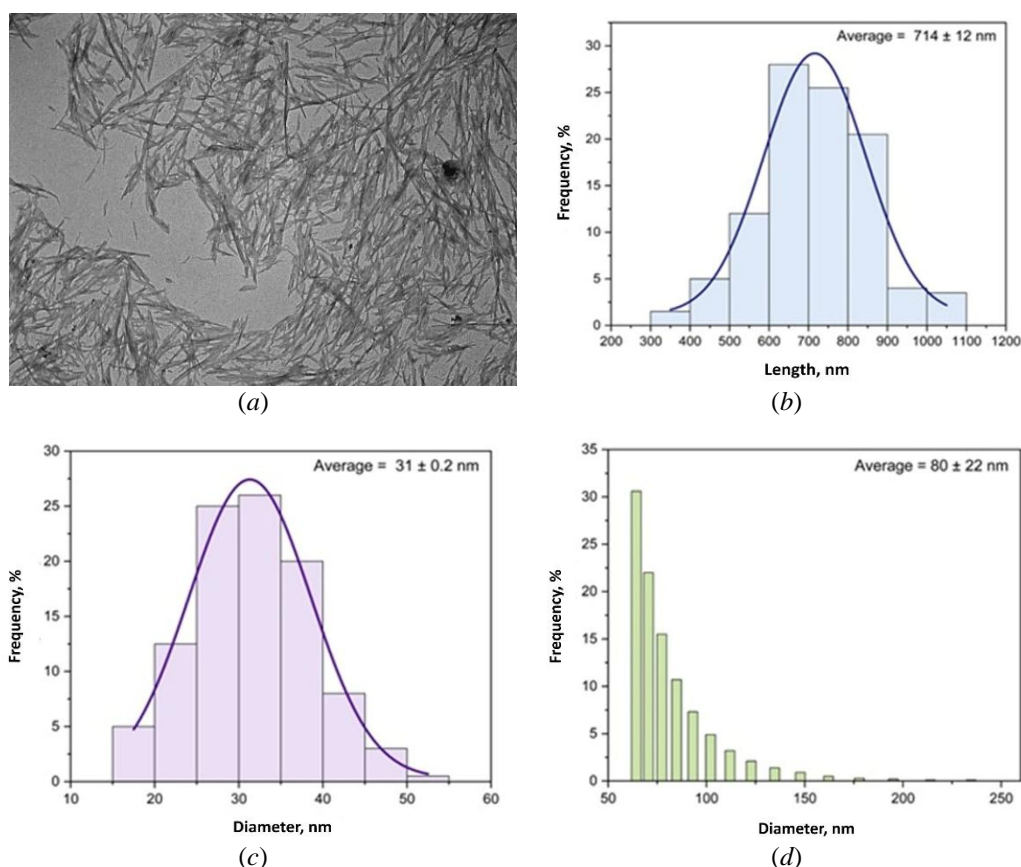 (a)
Average = 714 ± 12 nm
Frequency, %
30
25
20
15
10
5
0
200 300 400 500 600 700 800 900 1000 1100 1200
Length, nm
(b)
Average = 31 ± 0.2 nm
Frequency, %
30
25
20
15
10
5
0
10 20 30 40 50 60
Diameter, nm
(c)
Average = 80 ± 22 nm
Frequency, %
35
30
25
20
15
10
5
0
50 100 150 200 250
Diameter, nm
(d)